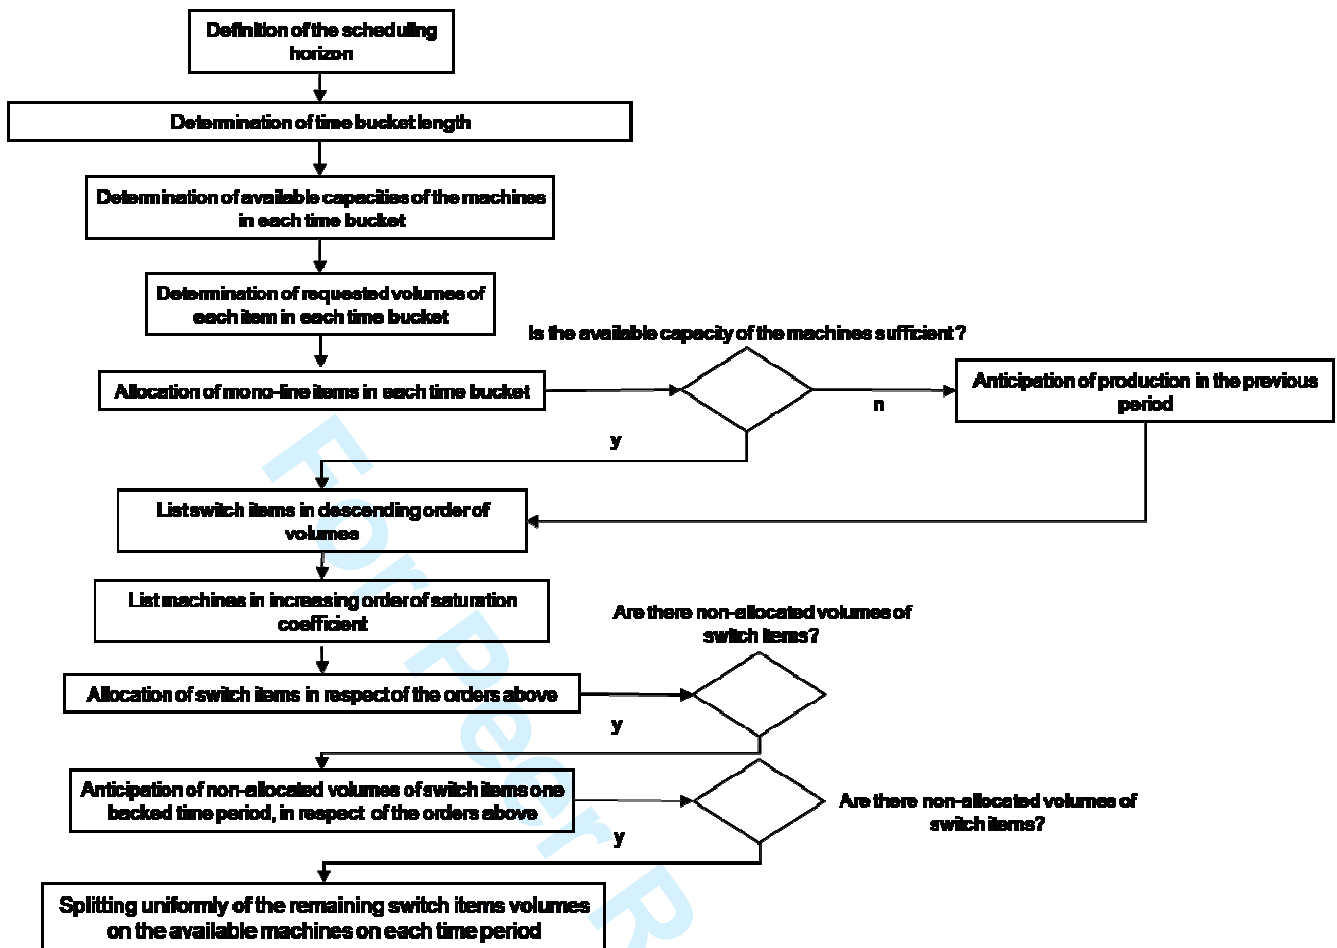 Definition of the scheduling
horizon
Determination of time bucket length
Determination of available capacities of the machines
in each time bucket
Determination of requested volumes of
each item in each time bucket
Is the available capacity of the machines sufficient?
Allocation of mono-line items in each time bucket
n
Anticipation of production in the previous
period
y
List switch items in descending order of
volumes
List machines in increasing order of saturation
coefficient
Are there non-allocated volumes of
switch items?
Allocation of switch items in respect of the orders above
y
Anticipation of non-allocated volumes of switch items one
backed time period, in respect of the orders above
Are there non-allocated volumes of
switch items?
y
Splitting uniformly of the remaining switch items volumes
on the available machines on each time period
For Peer R